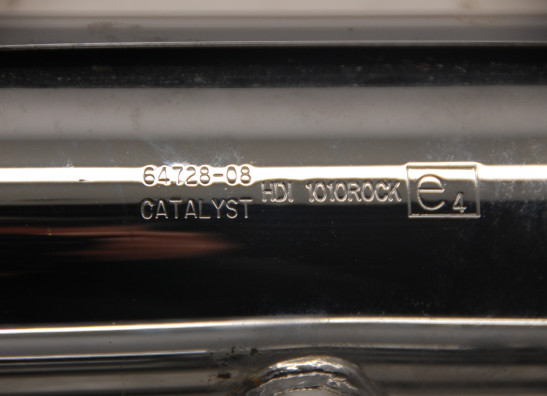 64728-08
CATALYST
HDI 1010ROCK
e4